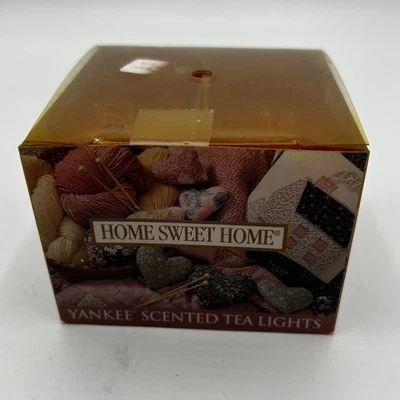 HOME SWEET HOME®
YANKEE® SCENTED TEA LIGHTS